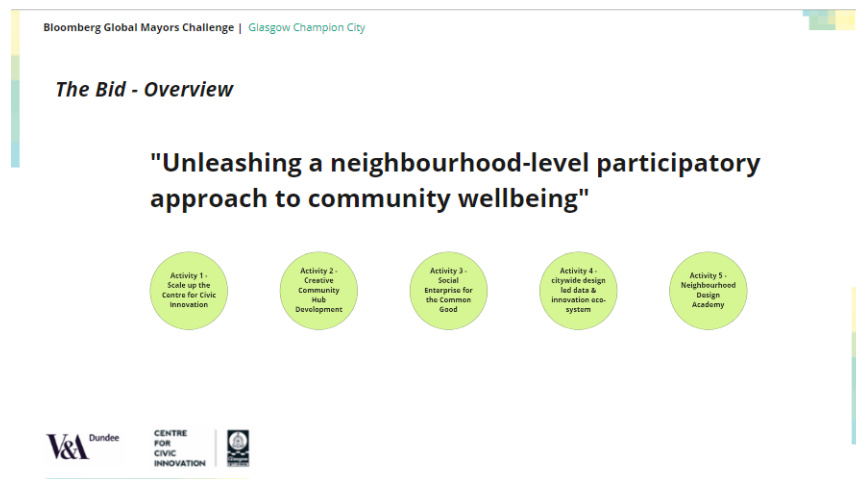 Bloomberg Global Mayors Challenge | Glasgow Champion City
The Bid - Overview
"Unleashing a neighbourhood-level participatory
approach to community wellbeing"
Activity 1 -
Scale up the
Centre for Civic
Innovation
Activity 2 -
Creative
Community
Hub
Development
Activity 3 -
Social
Enterprise for
the Common
Good
Activity 4 -
citywide design
led data &
innovation eco-
system
Activity 5 -
Neighbourhood
Design
Academy
V&A Dundee
CENTRE
FOR
CIVIC
INNOVATION